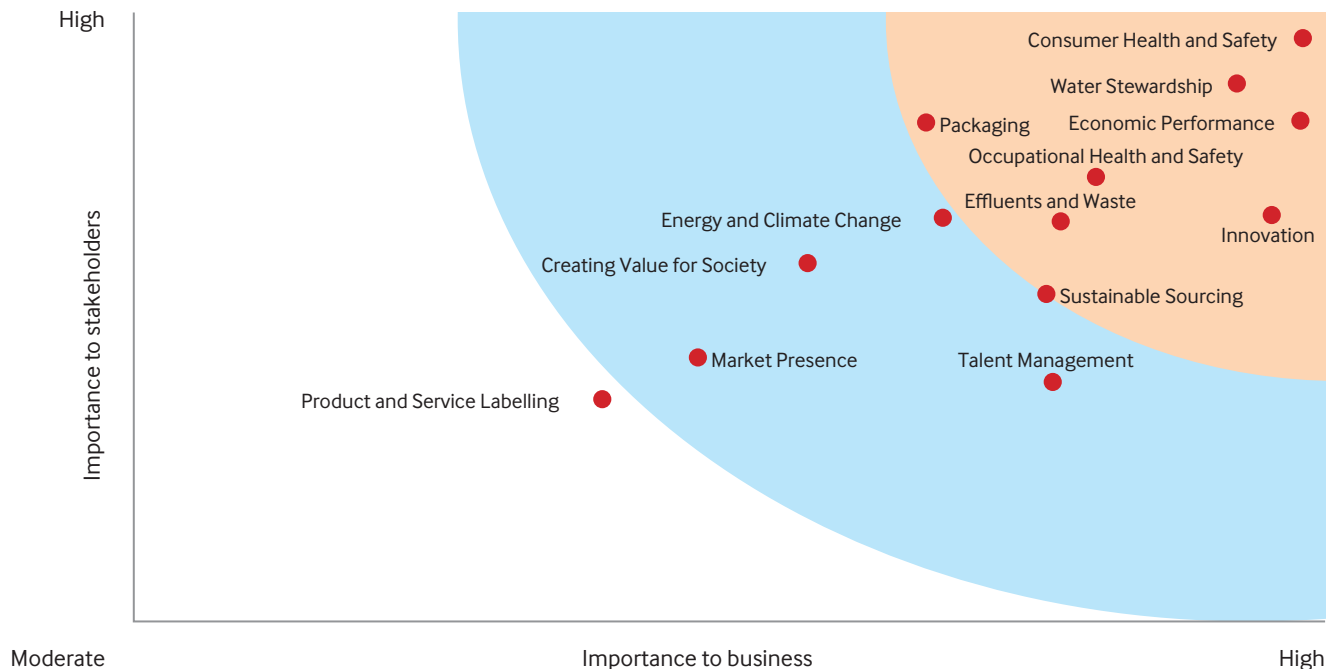 High
Consumer Health and Safety
Water Stewardship
Packaging
Economic Performance
Occupational Health and Safety
Effluents and Waste
Energy and Climate Change
Innovation
Creating Value for Society
Sustainable Sourcing
Market Presence
Talent Management
Product and Service Labelling
Importance to stakeholders
Moderate
Importance to business
High